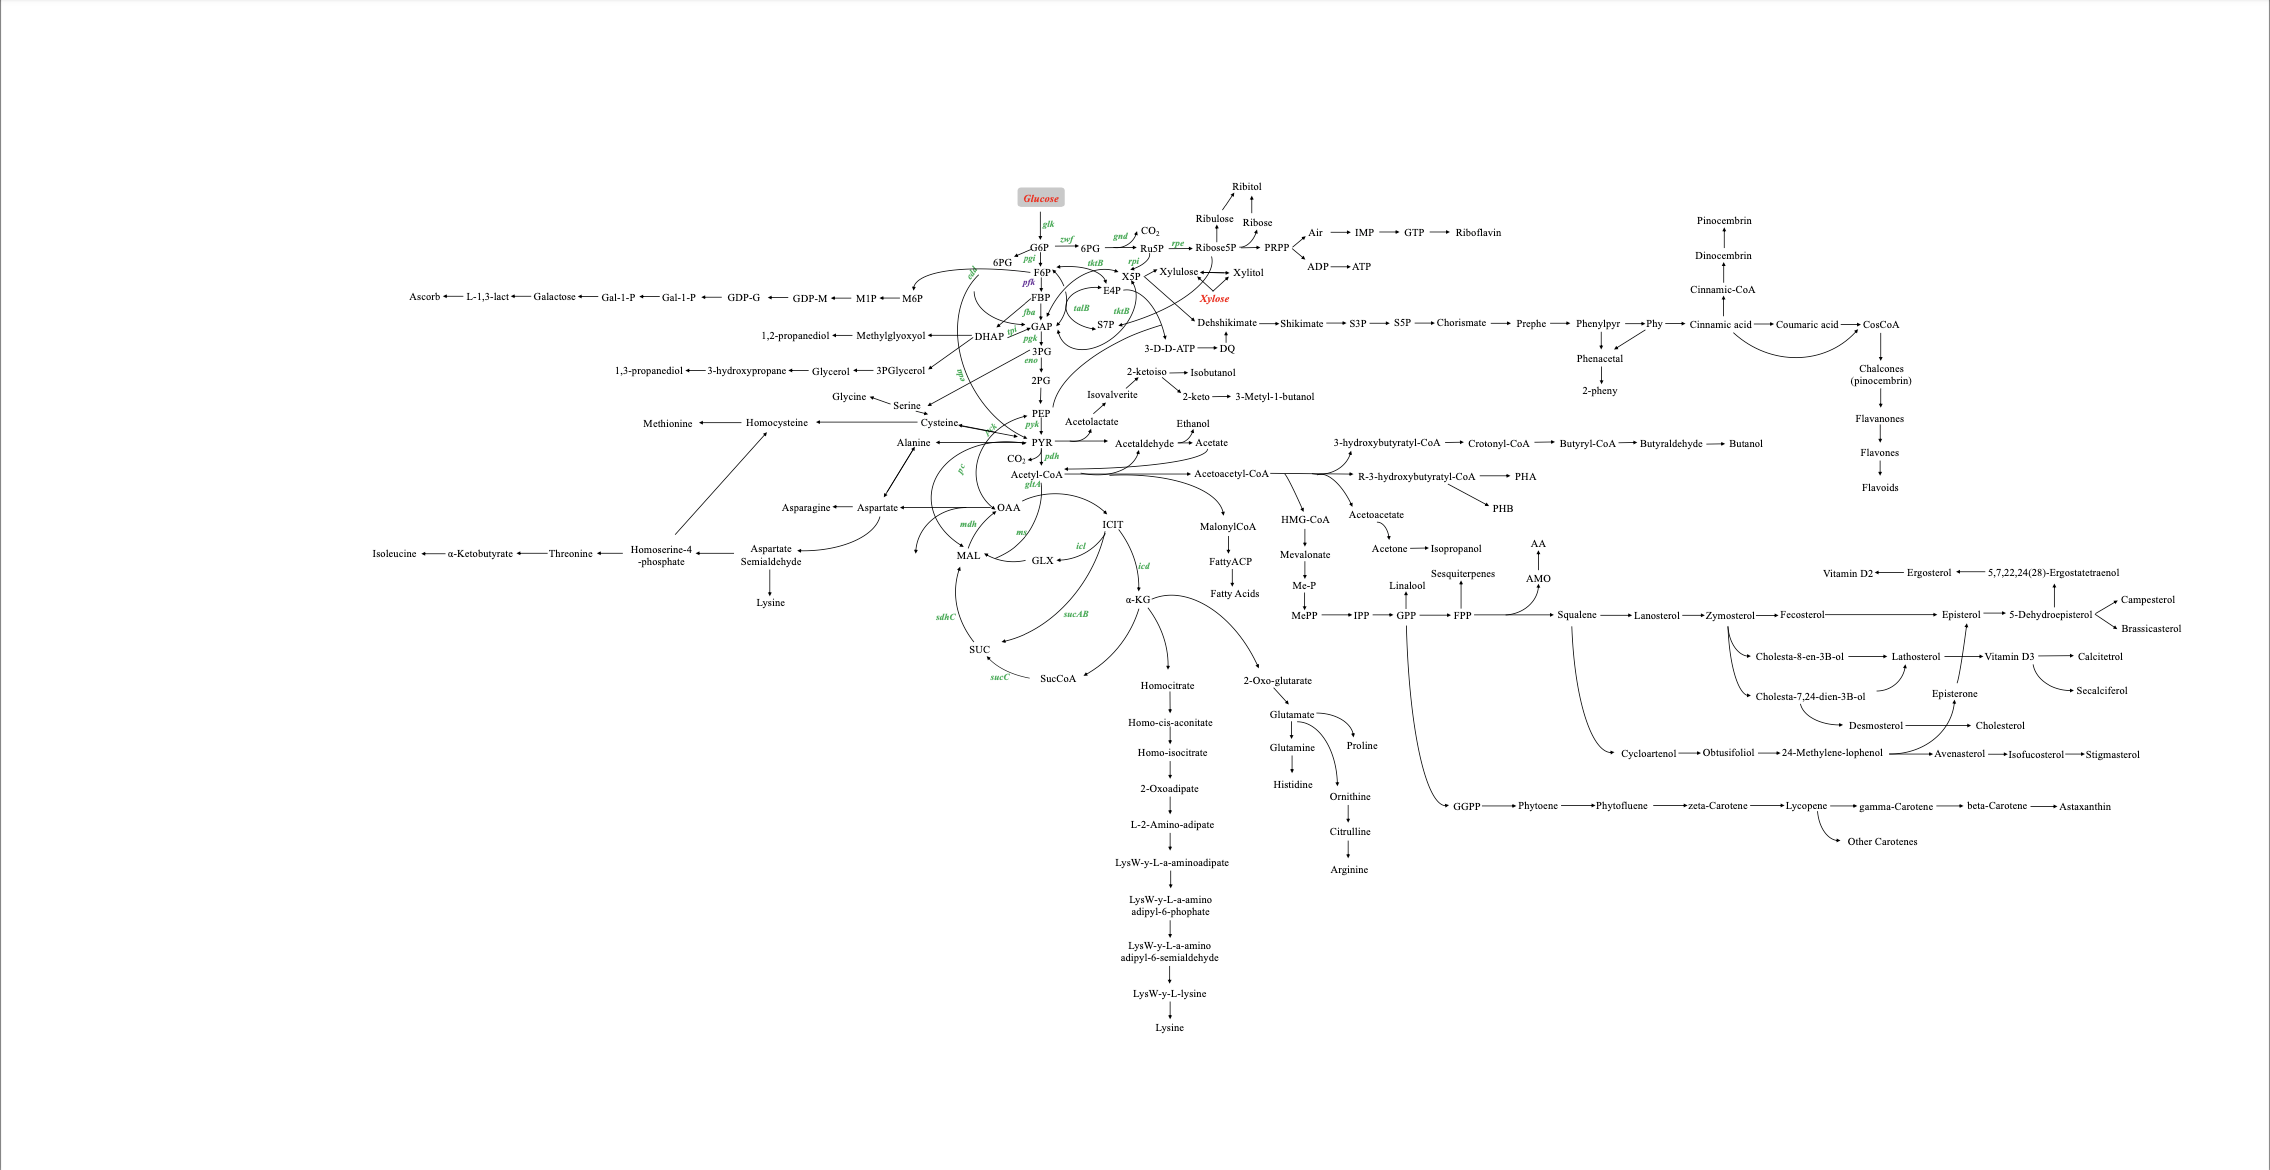 Ribitol
Glucose
Ribulose
Ribose
Pinocembrin
glk
CO2
Air
IMP
GTP
Riboflavin
G6P
zwf
6PG
gnd
Ru5P
rpe
Ribose5P
PRPP
Dinocembrin
6PG
pgi
edd
F6P
tktB
rpi
X5P
Xylulose
Xylitol
ADP
ATP
pfk
E4P
Cinnamic-CoA
Ascorb
L-1,3-lact
Galactose
Gal-1-P
Gal-1-P
GDP-G
GDP-M
M1P
M6P
FBP
Xylose
fba
talB
tktB
1,2-propanediol
Methylglyoxyol
DHAP
tpi
GAP
S7P
Dehshikimate
Shikimate
S3P
S5P
Chorismate
Prephe
Phenylpyr
Phy
Cinnamic acid
Coumaric acid
CosCoA
pgk
3PG
3-D-D-ATP
DQ
eno
Phenacetal
1,3-propanediol
3-hydroxypropane
Glycerol
3PGlycerol
eda
2PG
2-ketoiso
Isobutanol
Chalcones
(pinocembrin)
2-pheny
Glycine
Serine
Isovalverite
2-keto
3-Metyl-1-butanol
Methionine
Homocysteine
Cysteine
PEP
pyk
Acetolactate
Ethanol
Flavanones
Alanine
PYR
Acetaldehyde
Acetate
3-hydroxybutyratyl-CoA
Crotonyl-CoA
Butyryl-CoA
Butyraldehyde
Butanol
CO2
pdh
Flavones
pc
Acetyl-CoA
Acetoacetyl-CoA
R-3-hydroxybutyratyl-CoA
PHA
gltA
Flavoids
Asparagine
Aspartate
OAA
PHB
mdh
ms
ICIT
MalonylCoA
HMG-CoA
Acetoacetate
Isoleucine
α-Ketobutyrate
Threonine
Homoserine-4
-phosphate
Aspartate
Semialdehyde
MAL
GLX
icl
icd
Mevalonate
Acetone
Isopropanol
AA
FattyACP
Lysine
α-KG
Fatty Acids
Me-P
Linalool
Sesquiterpenes
AMO
Vitamin D2
Ergosterol
5,7,22,24(28)-Ergostatetraenol
Campesterol
sdhC
sucAB
MePP
IPP
GPP
FPP
Squalene
Lanosterol
Zymosterol
Fecosterol
Episterol
5-Dehydroepisterol
Brassicasterol
SUC
Cholesta-8-en-3B-ol
Lathosterol
Vitamin D3
Calcitetrol
sucC
SucCoA
Homocitrate
2-Oxo-glutarate
Cholesta-7,24-dien-3B-ol
Episterone
Secalciferol
Homo-cis-aconitate
Glutamate
Desmosterol
Cholesterol
Homo-isocitrate
Glutamine
Proline
Cycloartenol
Obtusifoliol
24-Methylene-lophenol
Avenasterol
Isofucosterol
Stigmasterol
2-Oxoadipate
Histidine
Ornithine
GGPP
Phytoene
Phytofluene
zeta-Carotene
Lycopene
gamma-Carotene
beta-Carotene
Astaxanthin
L-2-Amino-adipate
Citrulline
Other Carotenes
LysW-y-L-a-aminoadipate
Arginine
LysW-y-L-a-amino
adipyl-6-phophate
LysW-y-L-a-amino
adipyl-6-semialdehyde
LysW-y-L-lysine
Lysine